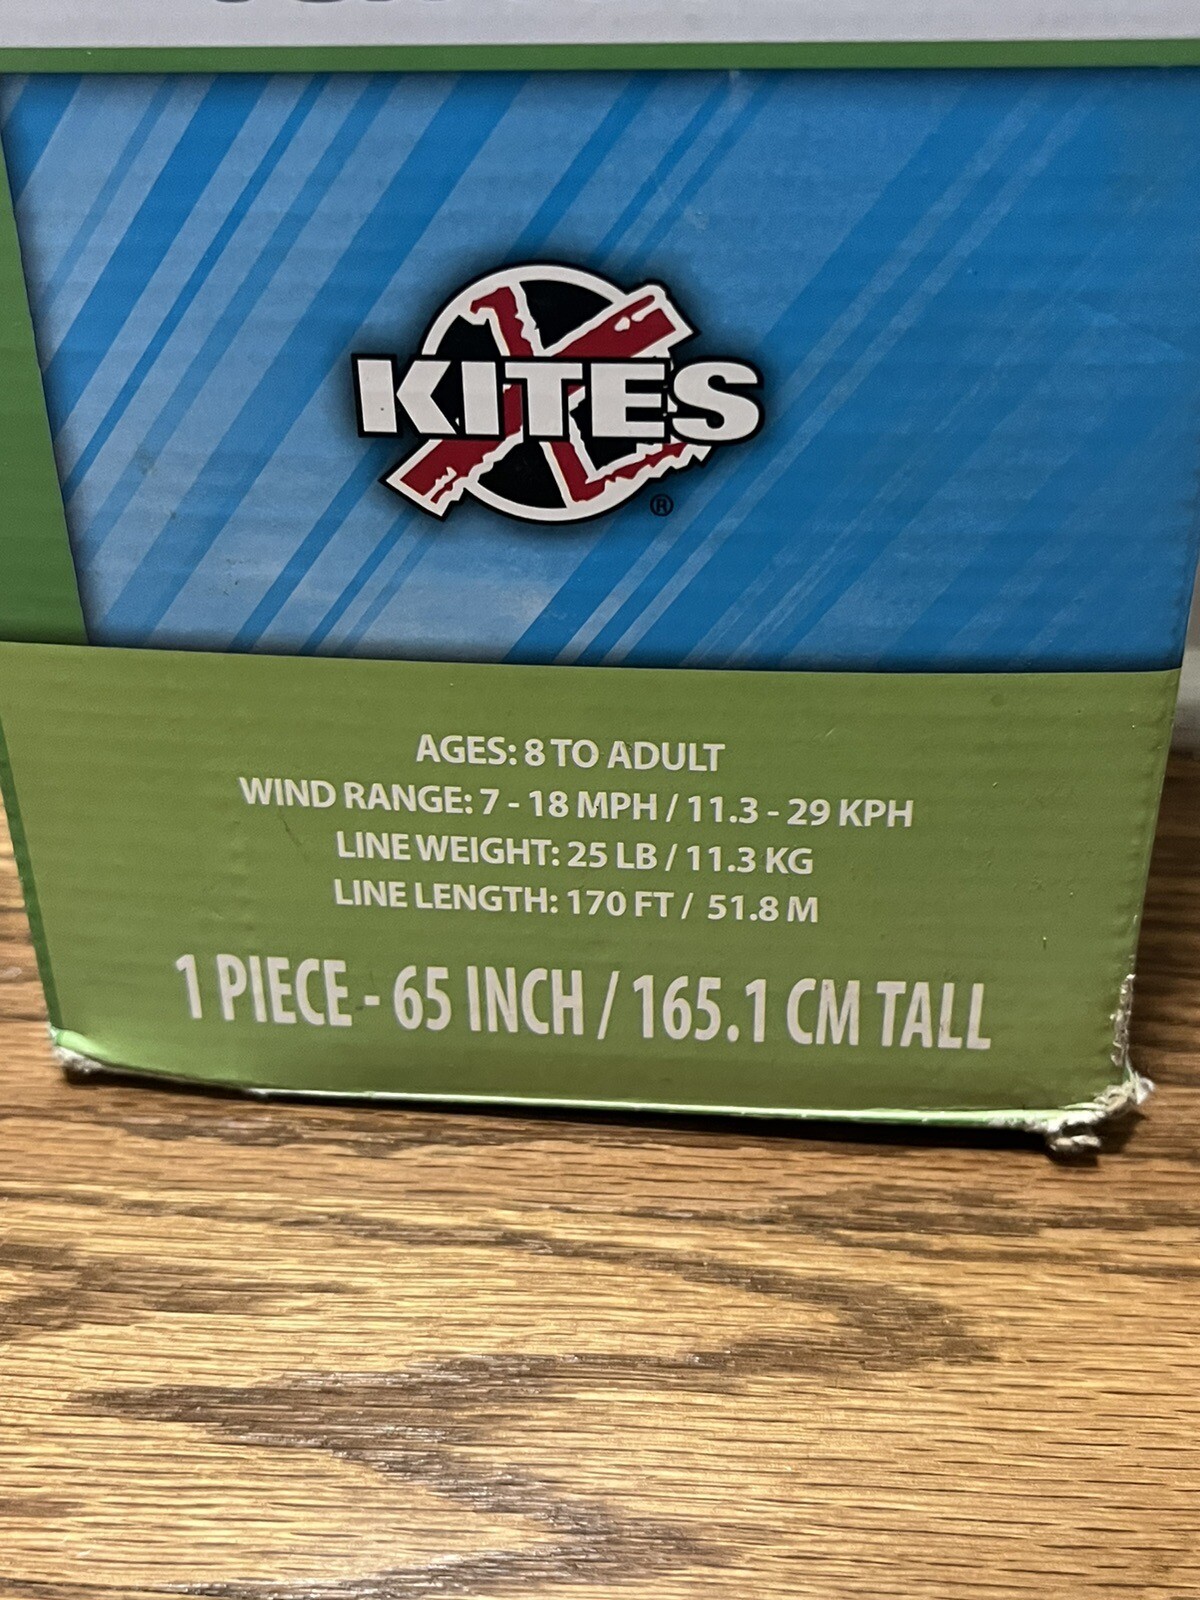 KITES
®
AGES: 8 TO ADULT
WIND RANGE: 7 - 18 MPH / 11.3 - 29 KPH
LINE WEIGHT: 25 LB / 11.3 KG
LINE LENGTH: 170 FT / 51.8 M
1 PIECE - 65 INCH / 165.1 CM TALL